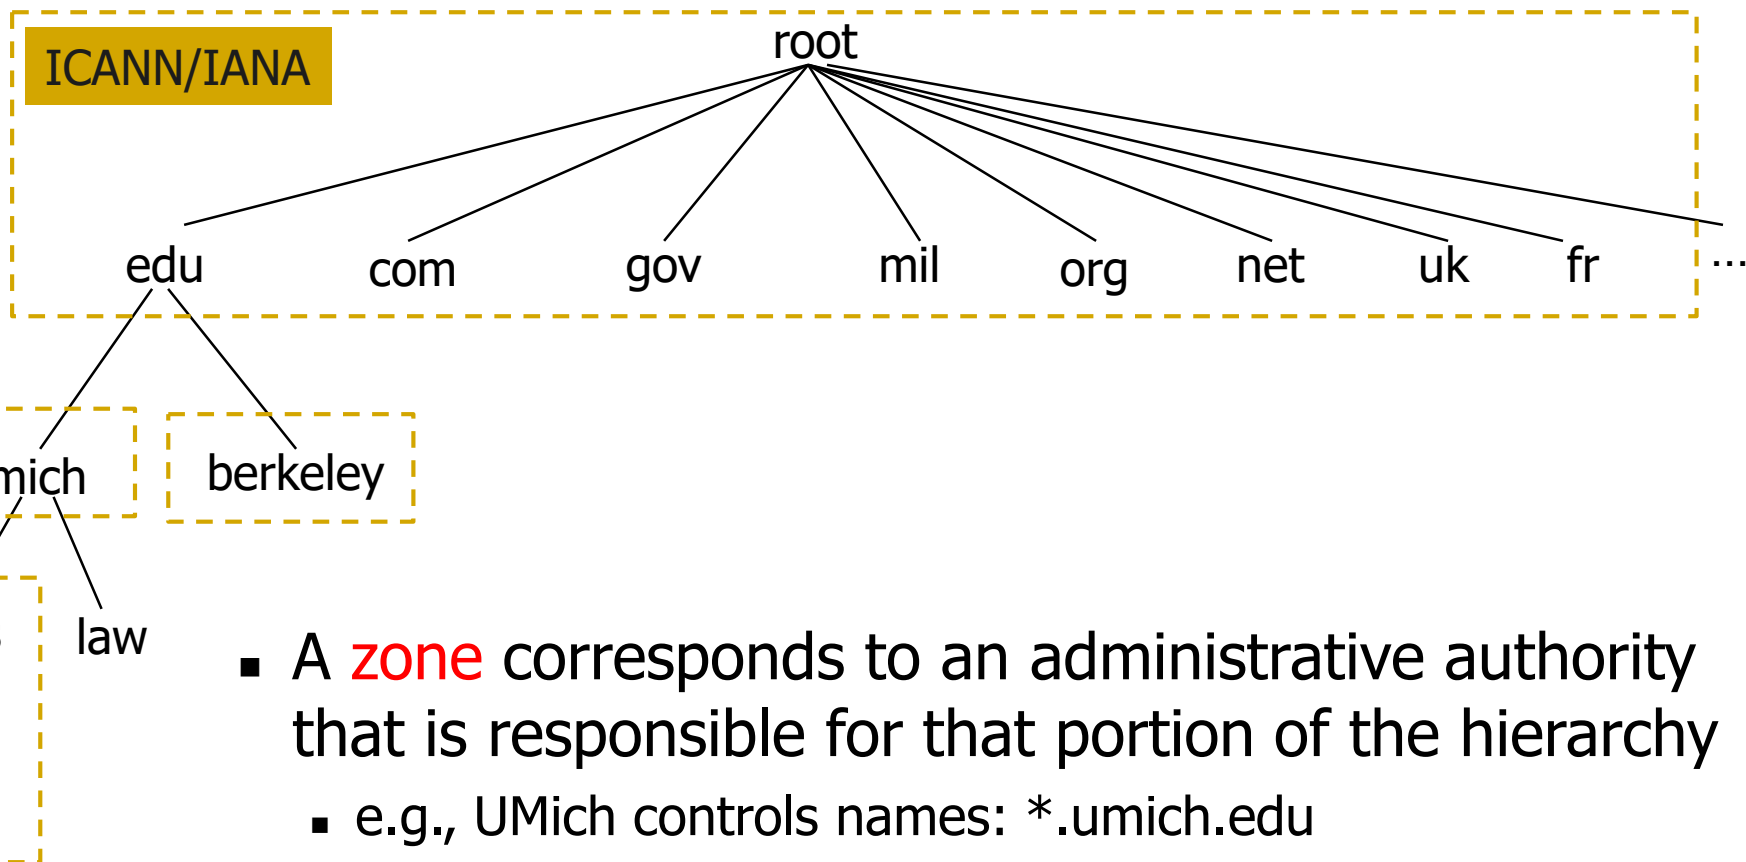 root
ICANN/IANA
edu com gov mil org net uk fr ...
mich berkeley
law
▪ A zone corresponds to an administrative authority
that is responsible for that portion of the hierarchy
▪ e.g., UMich controls names: *.umich.edu